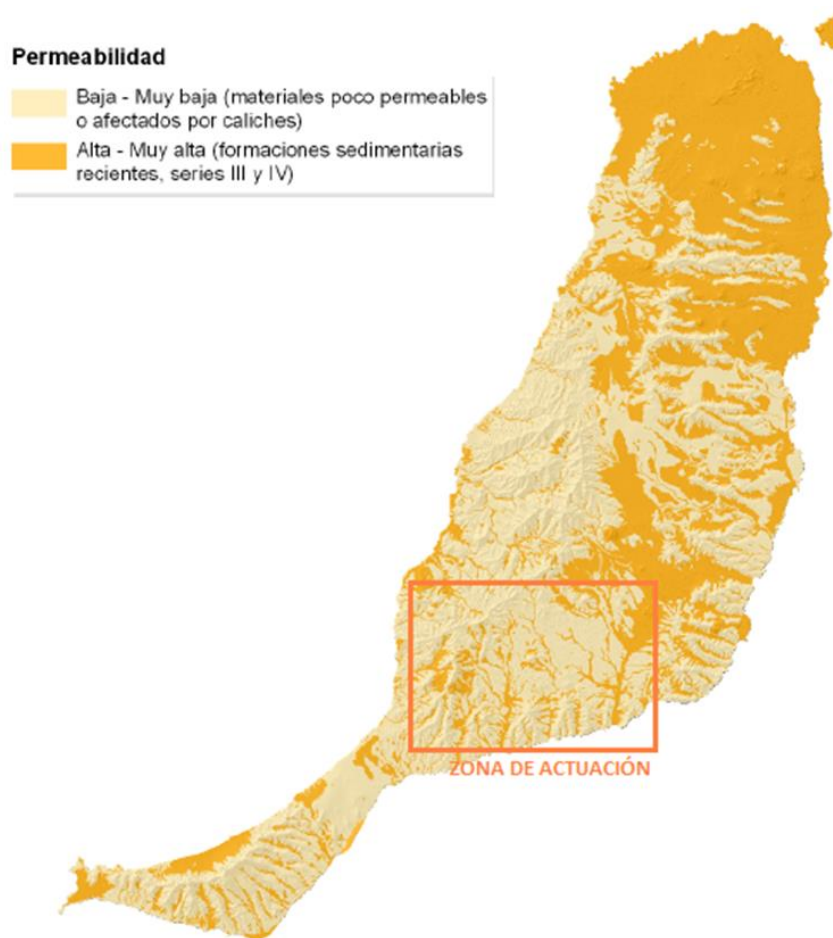 Permeabilidad
Baja - Muy baja (materiales poco permeables
o afectados por caliches)
Alta - Muy alta (formaciones sedimentarias
recientes, series III y IV)
ZONA DE ACTUACIÓN